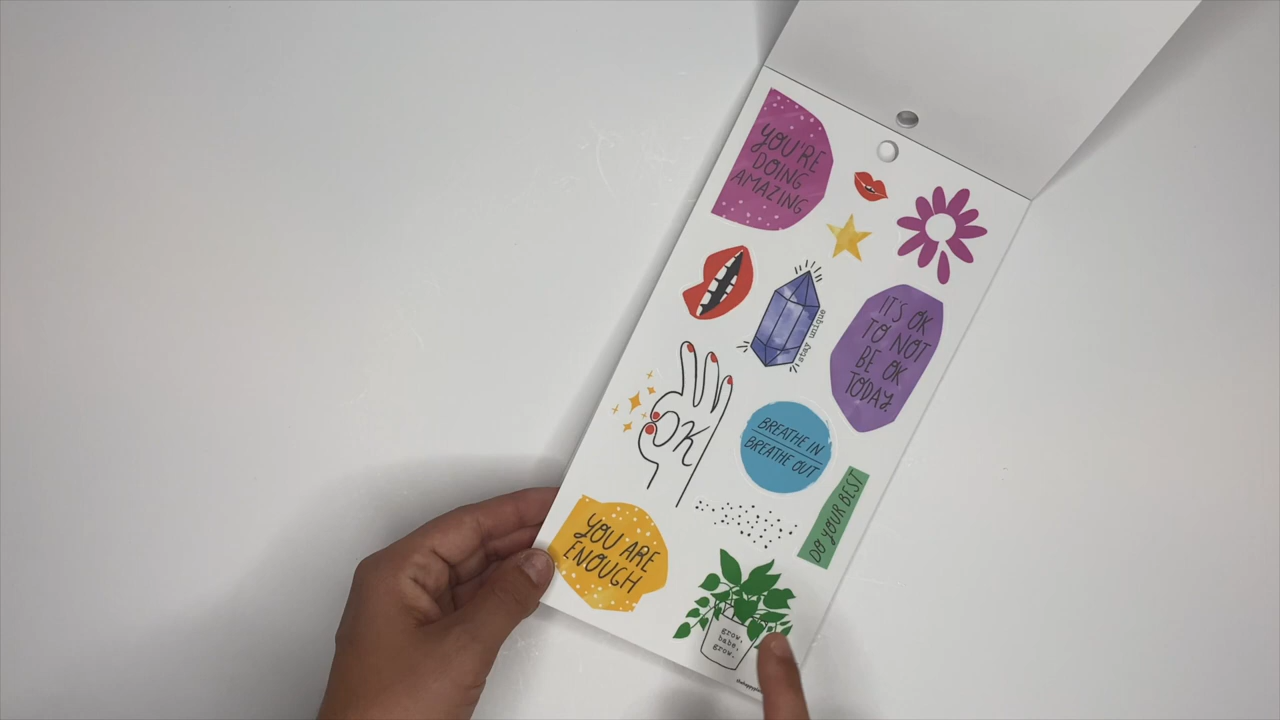 YOU'RE
DOING
AMAZING
stay unique
IT'S OK
TO NOT
BE OK
TODAY.
OK
BREATHE IN
BREATHE OUT
DO YOUR BEST
YOU ARE
ENOUGH
grow,
babe,
grow.